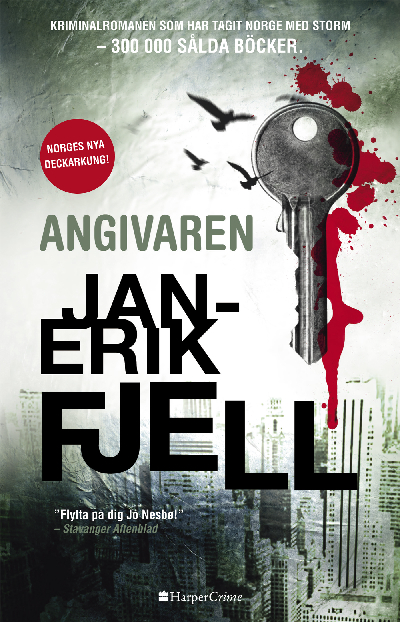 KRIMINALROMANEN SOM HAR TAGIT NORGE MED STORM
– 300 000 SÅLDA BÖCKER.
NORGES NYA
DECKARKUNG!
ANGIVAREN
JAN-
ERIK
FJELL
"Flytta på dig Jo Nesbø!"
– Stavanger Aftenblad
HarperCrime